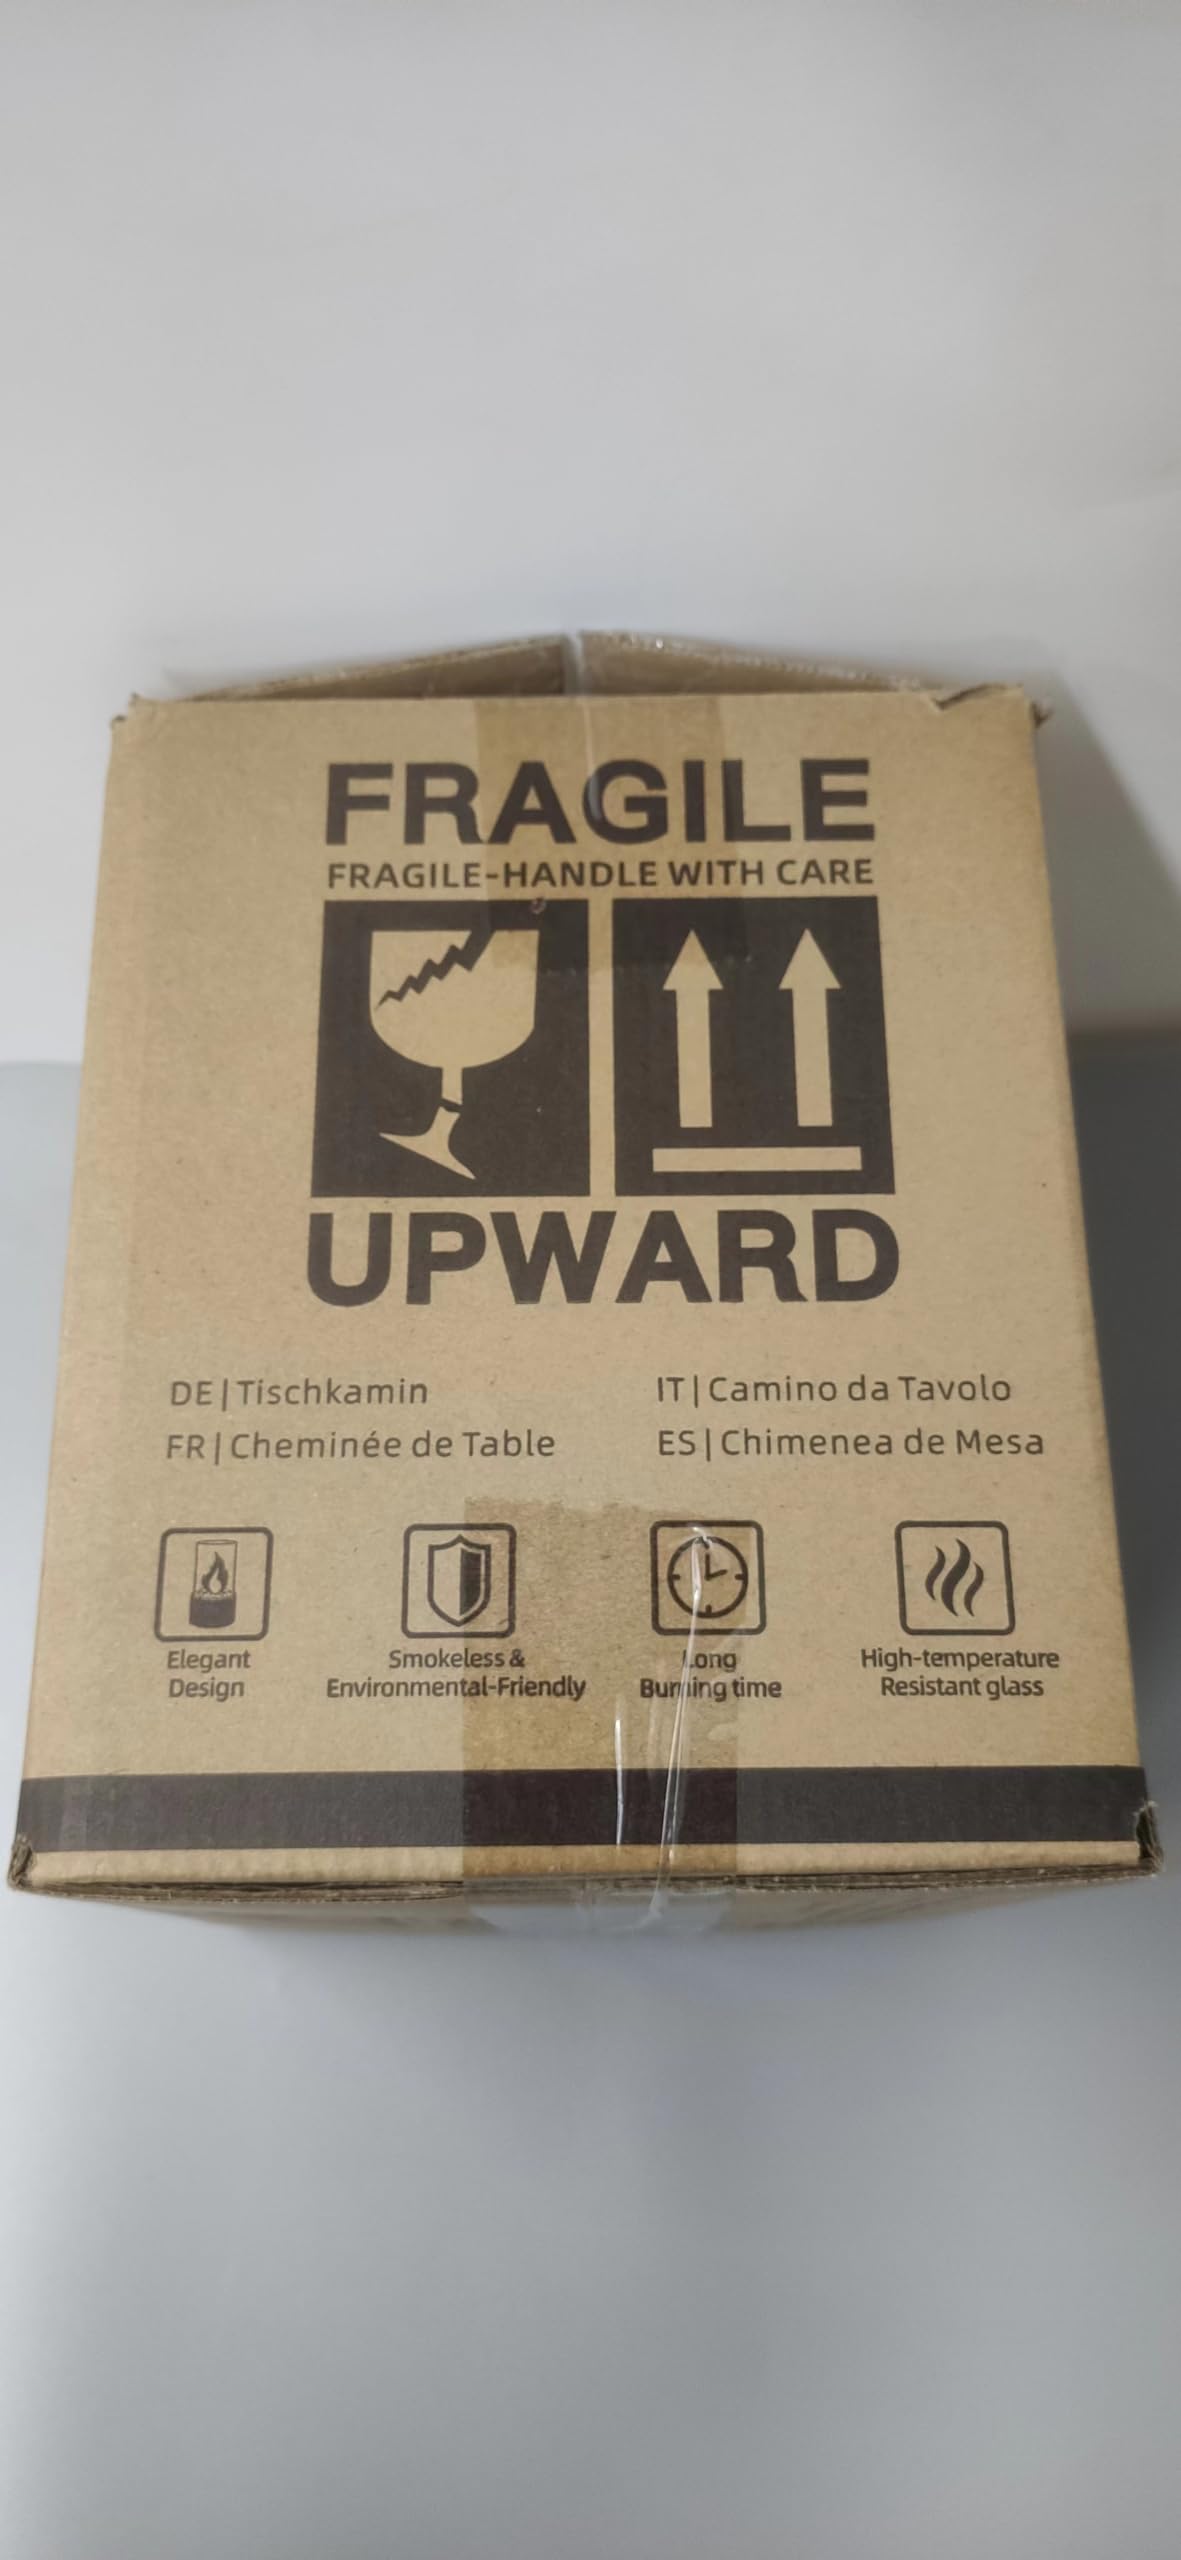 FRAGILE
FRAGILE-HANDLE WITH CARE
UPWARD
DE|Tischkamin
FR|Cheminée de Table
IT|Camino da Tavolo
ES|Chimenea de Mesa
Elegant
Design
Smokeless &
Environmental-Friendly
Long
Burning time
High-temperature
Resistant glass